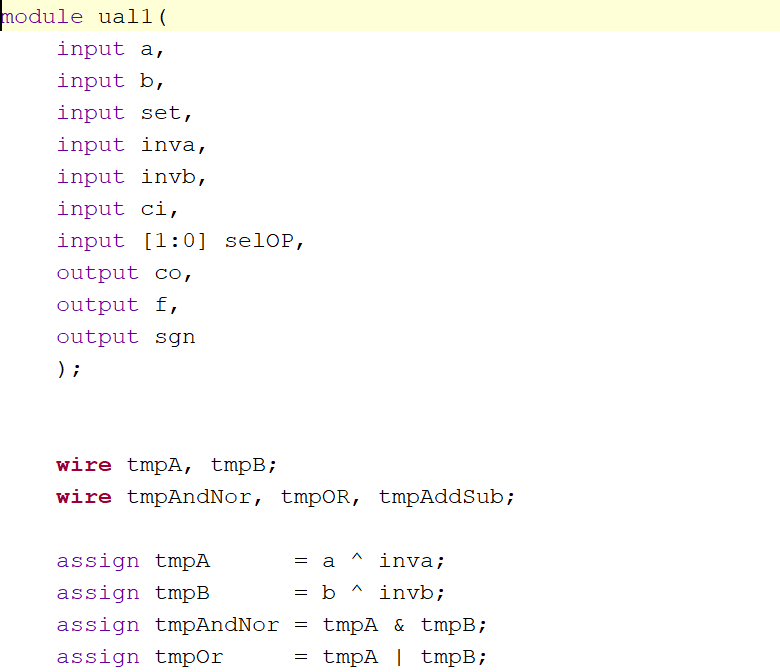 module ual1(
input a,
input b,
input set,
input inva,
input invb,
input ci,
input [1:0] selOP,
output co,
output f,
output sgn
);
wire tmpA, tmpB;
wire tmpAndNor, tmpOR, tmpAddSub;
assign tmpA = a ^ inva;
assign tmpB = b ^ invb;
assign tmpAndNor = tmpA & tmpB;
assign tmpOr = tmpA | tmpB;